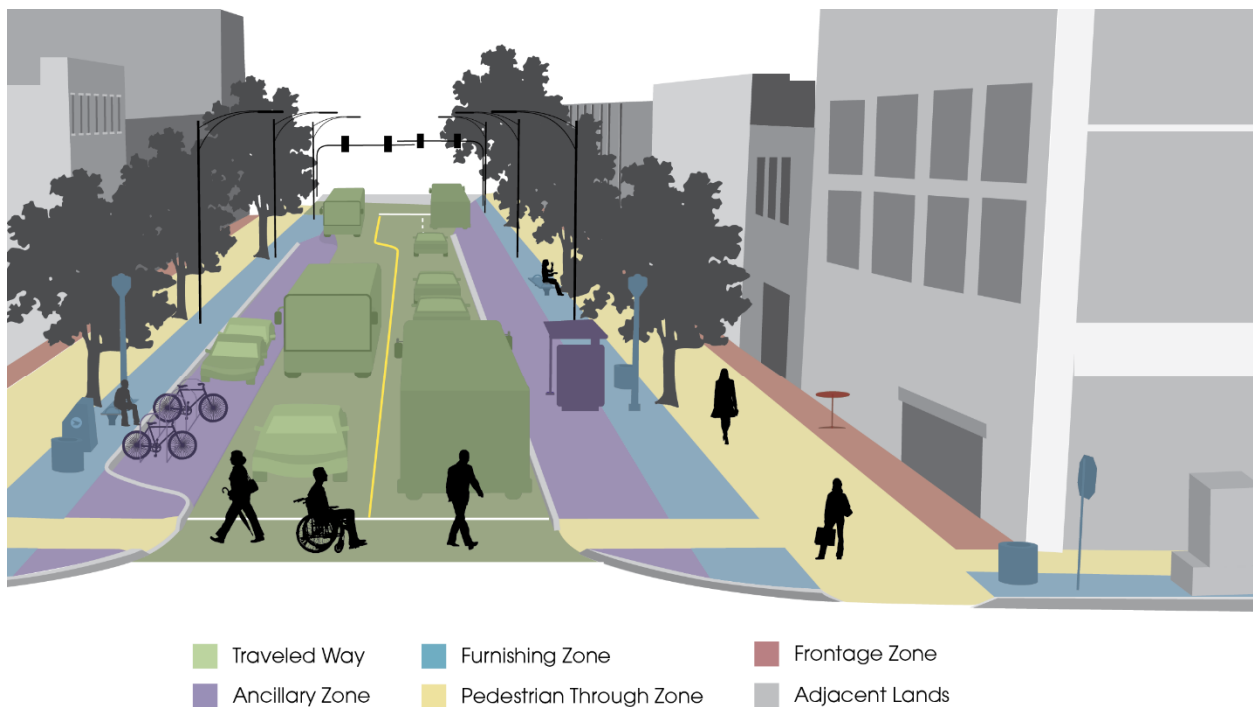 Traveled Way
Furnishing Zone
Frontage Zone
Ancillary Zone
Pedestrian Through Zone
Adjacent Lands